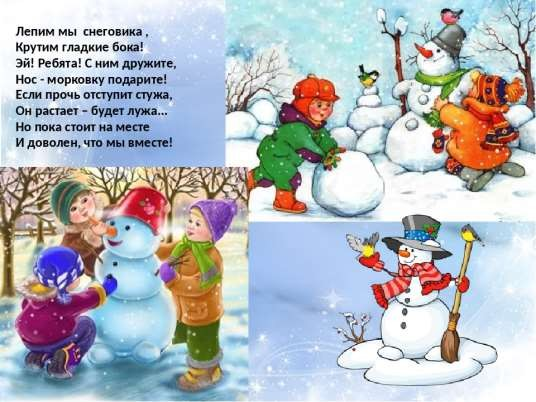 Лепим мы  снеговика ,
Крутим гладкие бока!
Эй! Ребята! С ним дружите,
Нос - морковку подарите!
Если прочь отступит стужа,
Он растает – будет лужа...
Но пока стоит на месте
И доволен, что мы вместе!